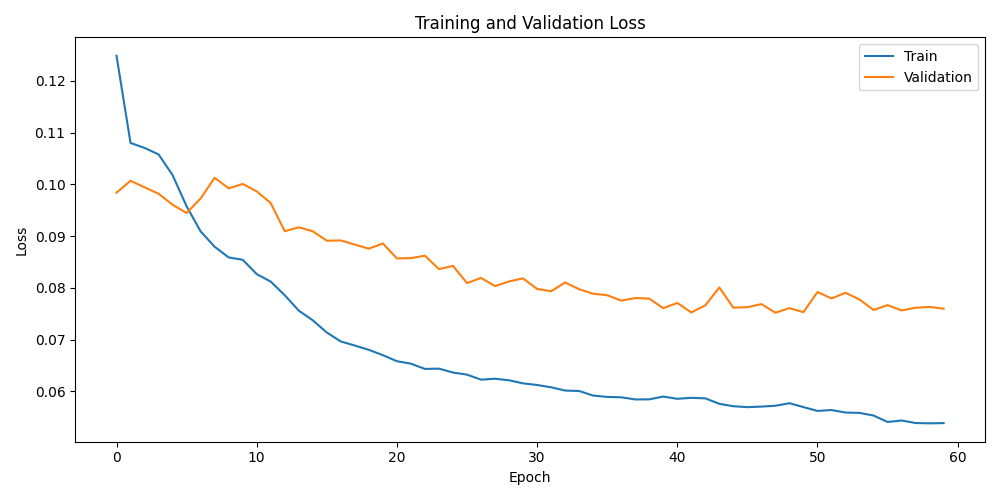 Training and Validation Loss
Train
Validation
0.12
0.11
0.10
0.09
0.08
0.07
0.06
Loss
0 10 20 30 40 50 60
Epoch